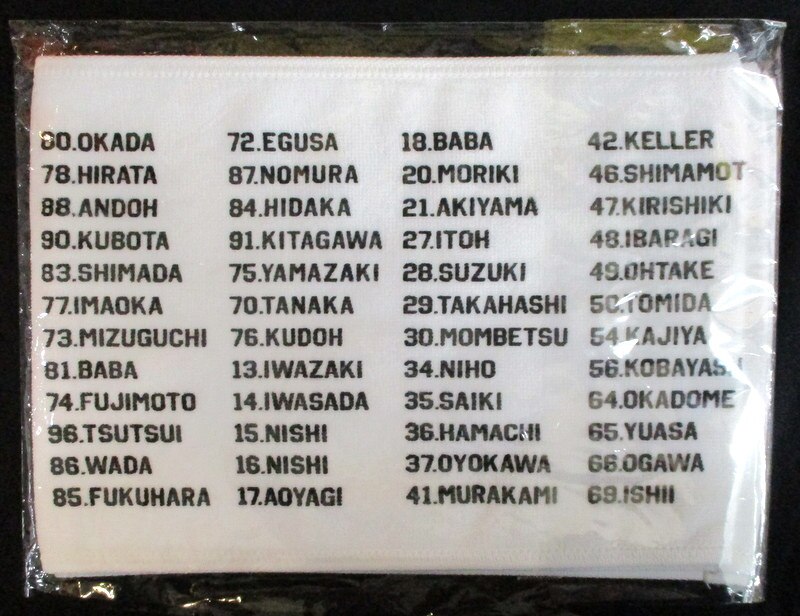 80.OKADA
78.HIRATA
88.ANDOH
90.KUBOTA
83.SHIMADA
77.IMAOKA
73.MIZUGUCHI
81.BABA
74.FUJIMOTO
96.TSUTSUI
86.WADA
85.FUKUHARA
72.EGUSA
87.NOMURA
84.HIDAKA
91.KITAGAWA
75.YAMAZAKI
70.TANAKA
76.KUDOH
13.IWAZAKI
14.IWASADA
15.NISHI
16.NISHI
17.AOYAGI
18.BABA
20.MORIKI
21.AKIYAMA
27.ITOH
28.SUZUKI
29.TAKAHASHI
30.MOMBETSU
34.NIHO
35.SAIKI
36.HAMACHI
37.OYOKAWA
41.MURAKAMI
42.KELLER
46.SHIMAMOT
47.KIRISHIKI
48.IBARAGI
49.OHTAKE
50.TOMIDA
54.KAJIYA
56.KOBAYASHI
64.OKADOME
65.YUASA
66.OGAWA
69.ISHII